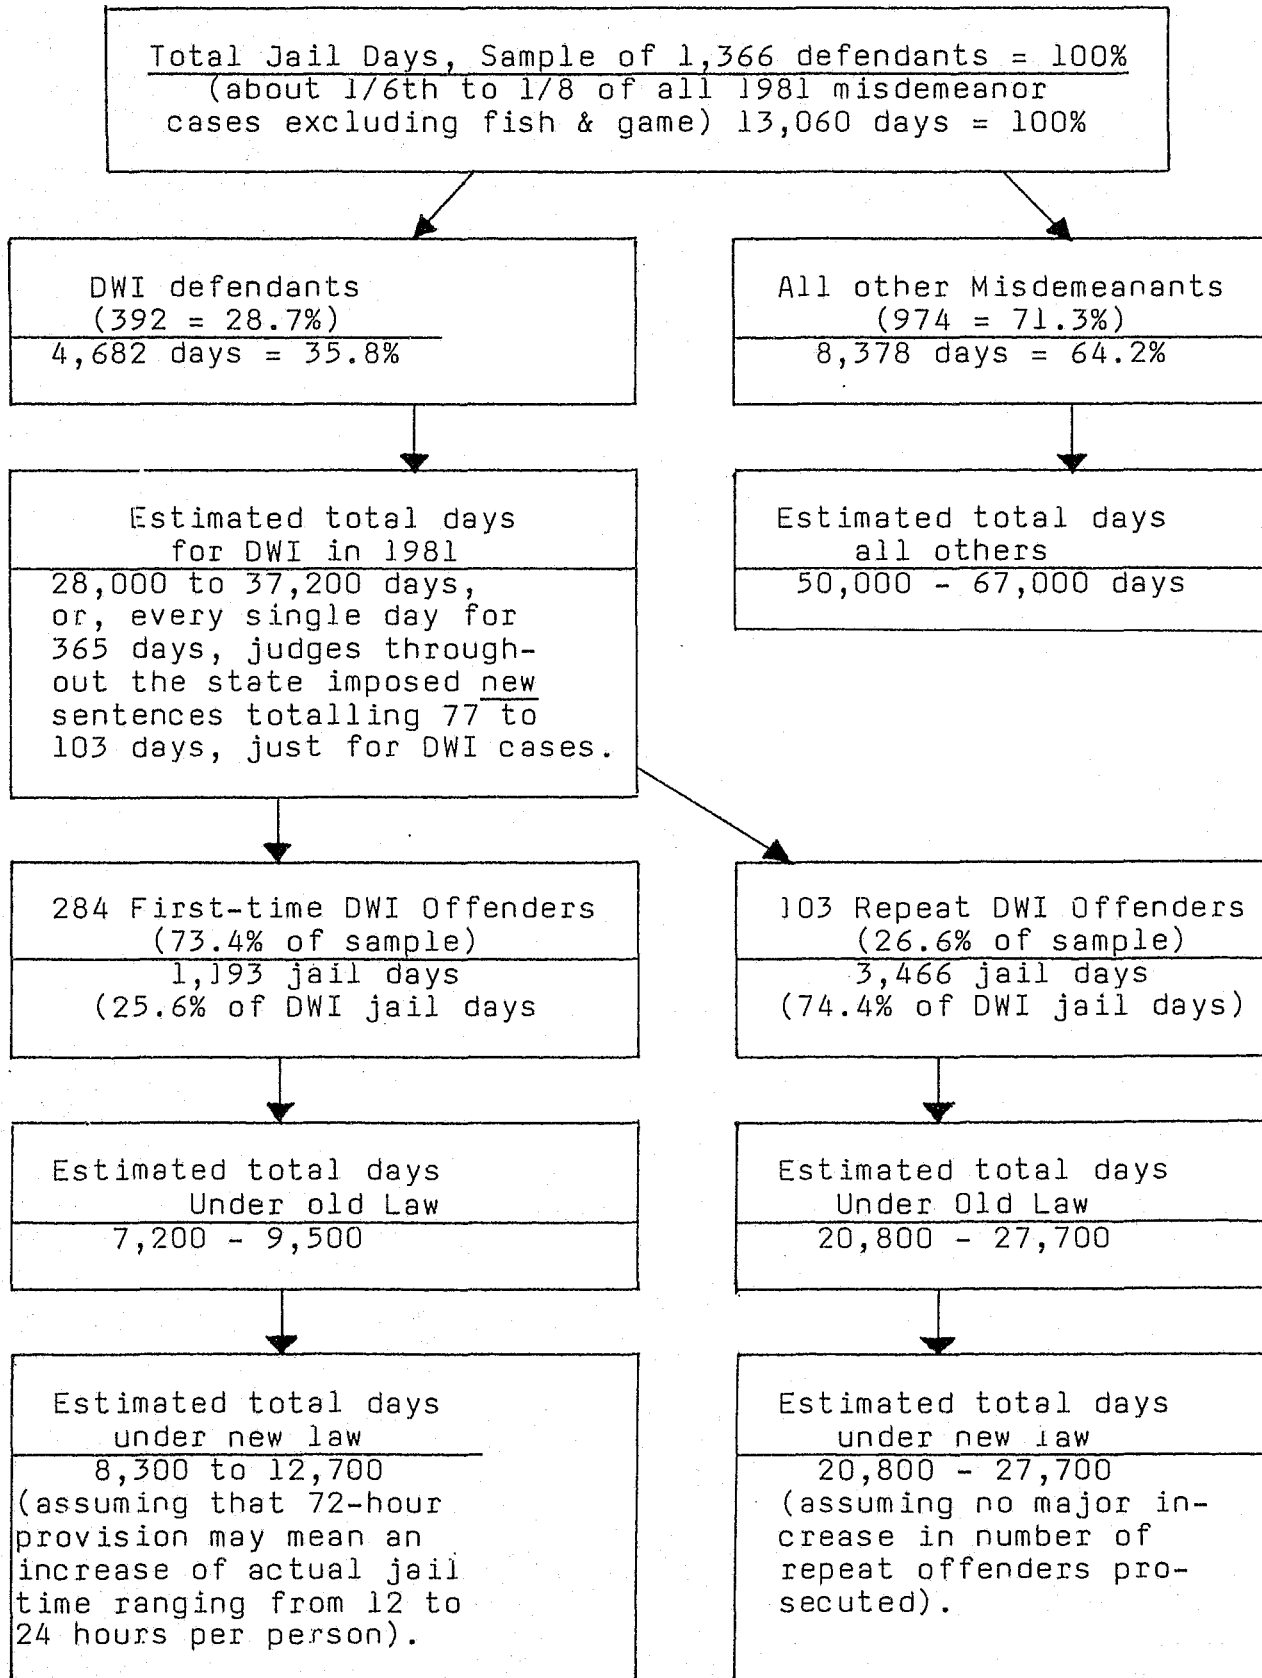 Total Jail Days, Sample of 1,366 defendants = 100%
(about 1/6th to 1/8 of all 1981 misdemeanor
cases excluding fish & game) 13,060 days = 100%
DWI defendants
(392 = 28.7%)
4,682 days = 35.8%
All other Misdemeanants
(974 = 71.3%)
8,378 days = 64.2%
Estimated total days
for DWI in 1981
28,000 to 37,200 days,
or, every single day for
365 days, judges through-
out the state imposed new
sentences totalling 77 to
103 days, just for DWI cases.
Estimated total days
all others
50,000 - 67,000 days
284 First-time DWI Offenders
(73.4% of sample)
1,193 jail days
(25.6% of DWI jail days
103 Repeat DWI Offenders
(26.6% of sample)
3,466 jail days
(74.4% of DWI jail days)
Estimated total days
Under old Law
7,200 - 9,500
Estimated total days
Under Old Law
20,800 - 27,700
Estimated total days
under new law
8,300 to 12,700
(assuming that 72-hour
provision may mean an
increase of actual jail
time ranging from 12 to
24 hours per person).
Estimated total days
under new law
20,800 - 27,700
(assuming no major in-
crease in number of
repeat offenders pro-
secuted).